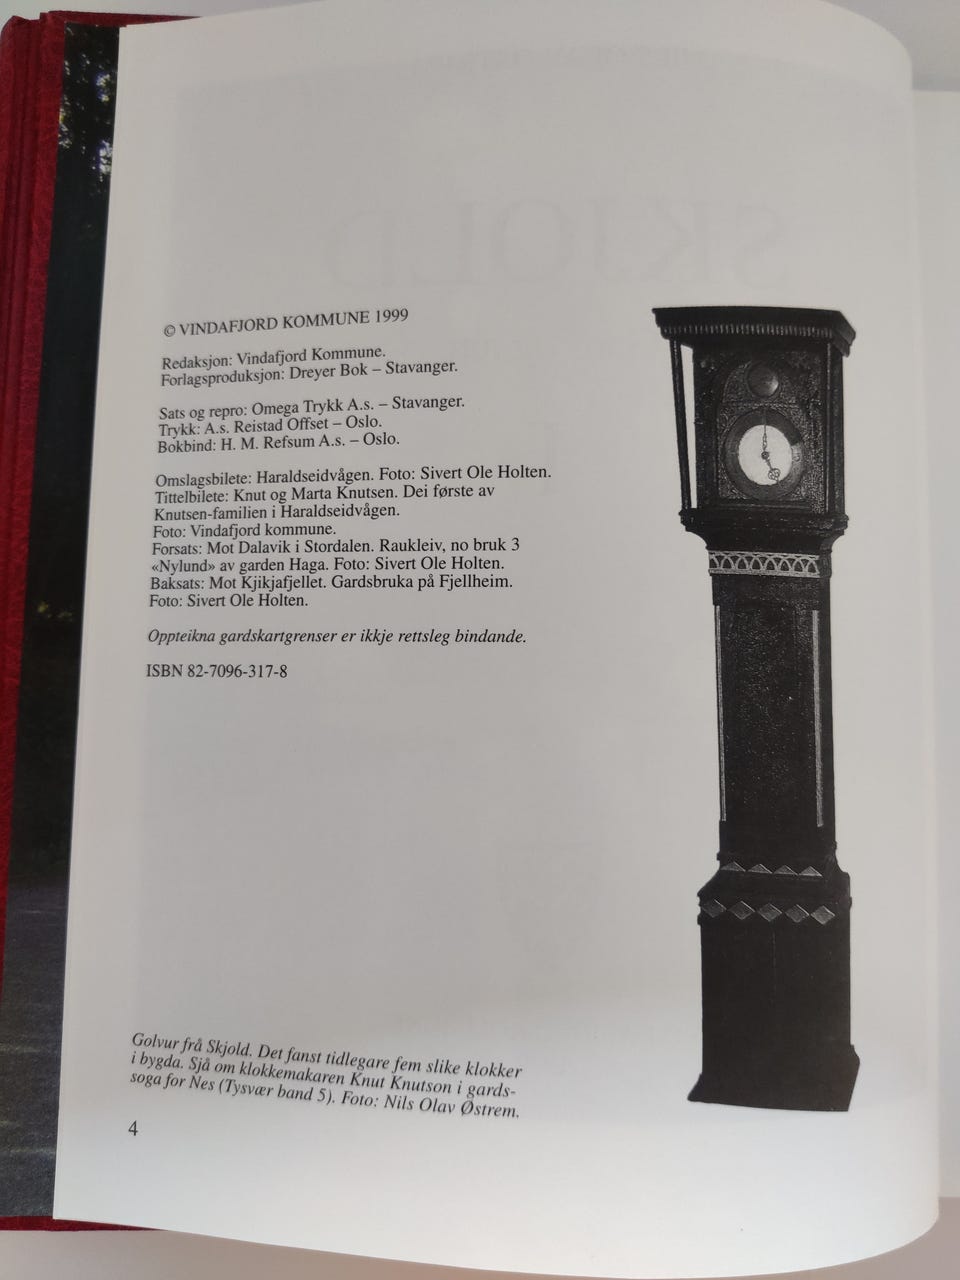 SKJOLD
© VINDAFJORD KOMMUNE 1999
Redaksjon: Vindafjord Kommune.
Forlagsproduksjon: Dreyer Bok – Stavanger.
Sats og repro: Omega Trykk A.s. – Stavanger.
Trykk: A.s. Reistad Offset – Oslo.
Bokbind: H. M. Refsum A.s. – Oslo.
Omslagsbilete: Haraldseidvågen. Foto: Sivert Ole Holten.
Tittelbilete: Knut og Marta Knutsen. Dei første av
Knutsen-familien i Haraldseidvågen.
Foto: Vindafjord kommune.
Forsats: Mot Dalavik i Stordalen. Raukleiv, no bruk 3
«Nylund» av garden Haga. Foto: Sivert Ole Holten.
Baksats: Mot Kjikjafjellet. Gardsbruka på Fjellheim.
Foto: Sivert Ole Holten.
Oppteikna gardskartgrenser er ikkje rettsleg bindande.
ISBN 82-7096-317-8
Golvur frå Skjold. Det fanst tidlegare fem slike klokker
i bygda. Sjå om klokkemakaren Knut Knutson i gards-
soga for Nes (Tysvær band 5). Foto: Nils Olav Østrem.
4